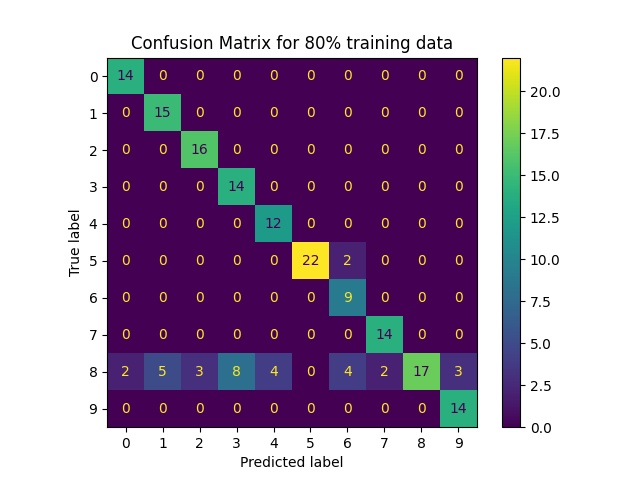 Confusion Matrix for 80% training data
0 14 0 0 0 0 0 0 0 0 0
1 0 15 0 0 0 0 0 0 0 0
2 0 0 16 0 0 0 0 0 0 0
3 0 0 0 14 0 0 0 0 0 0
4 0 0 0 0 12 0 0 0 0 0
5 0 0 0 0 0 22 2 0 0 0
6 0 0 0 0 0 0 9 0 0 0
7 0 0 0 0 0 0 0 14 0 0
8 2 5 3 8 4 0 4 2 17 3
9 0 0 0 0 0 0 0 0 0 14
0 1 2 3 4 5 6 7 8 9
Predicted label
True label
20.0
17.5
15.0
12.5
10.0
7.5
5.0
2.5
0.0